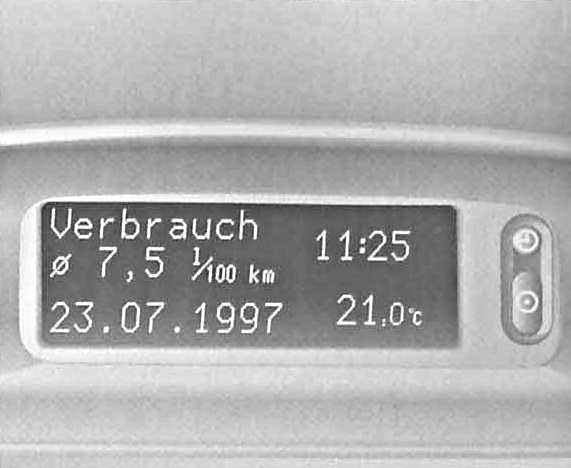 Verbrauch
ø 7,5 l/100 km
11:25
23.07.1997
21,0°C